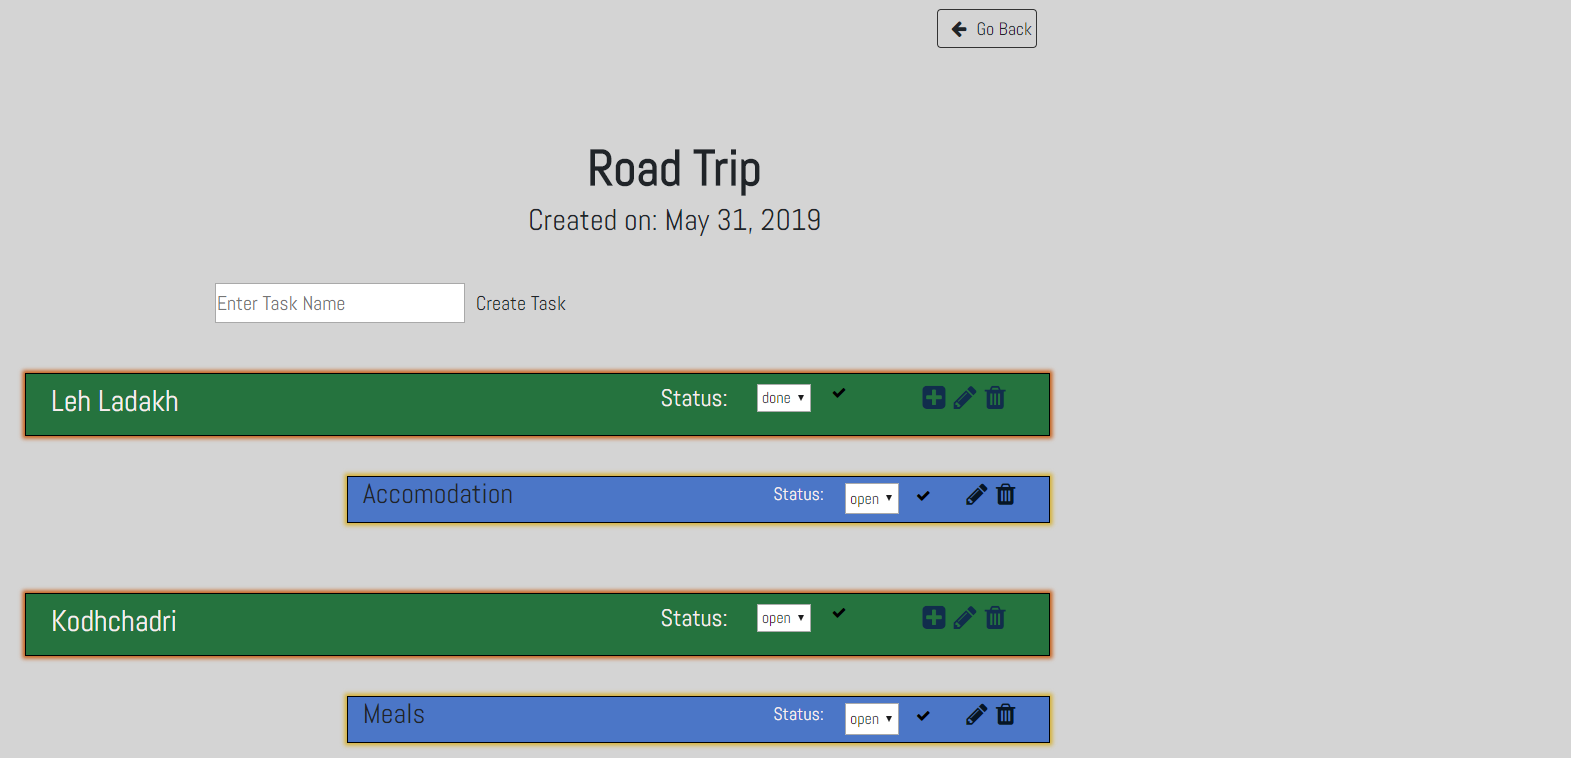 Go Back
Road Trip
Created on: May 31, 2019
Enter Task Name Create Task
Leh Ladakh Status: done
Accomodation Status: open
Kodhchadri Status: open
Meals Status: open